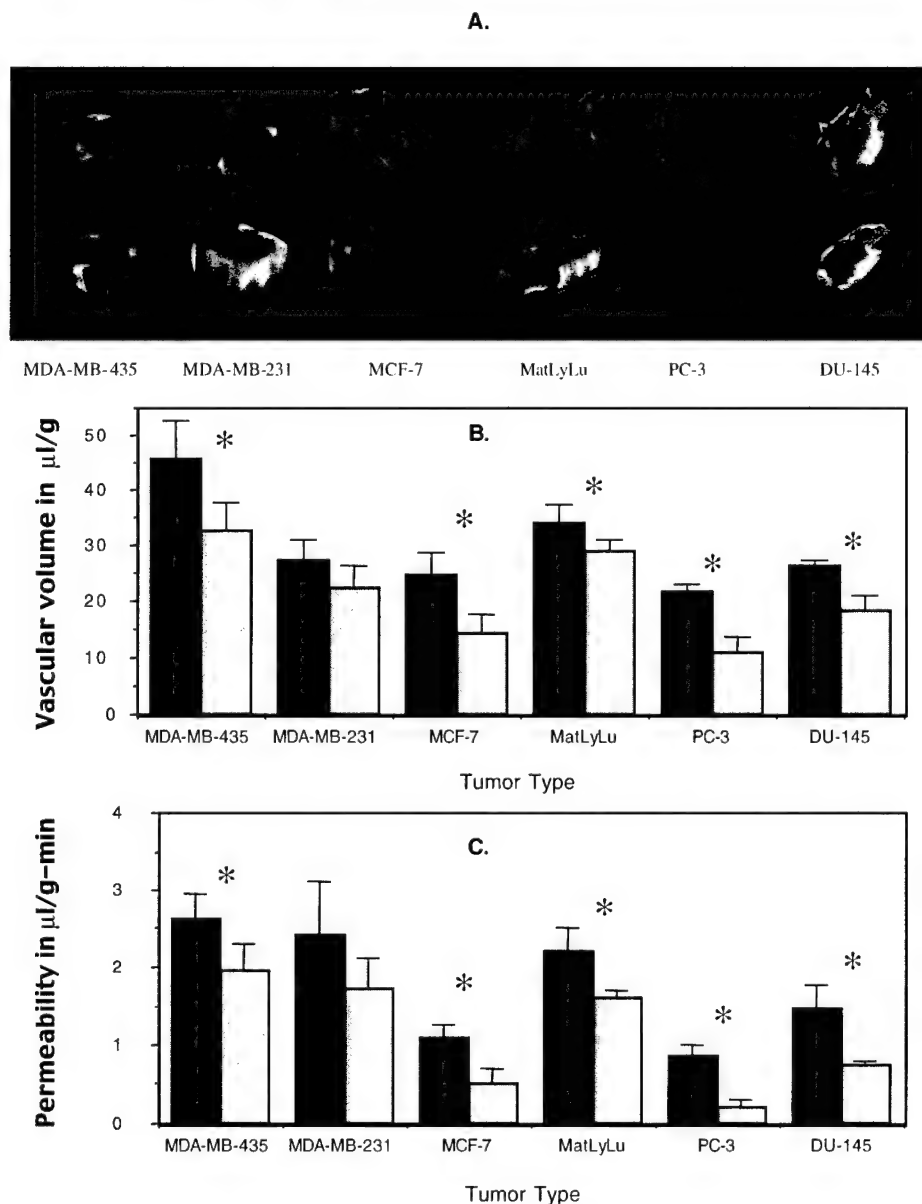 A.
MDA-MB-435 MDA-MB-231 MCF-7 MatLyLu PC-3 DU-145
B.
Vascular volume in µl/g
50
40
30
20
10
0
* * * * *
MDA-MB-435 MDA-MB-231 MCF-7 MatLyLu PC-3 DU-145
Tumor Type
C.
Permeability in µl/g-min
4
3
2
1
0
* * * * *
MDA-MB-435 MDA-MB-231 MCF-7 MatLyLu PC-3 DU-145
Tumor Type